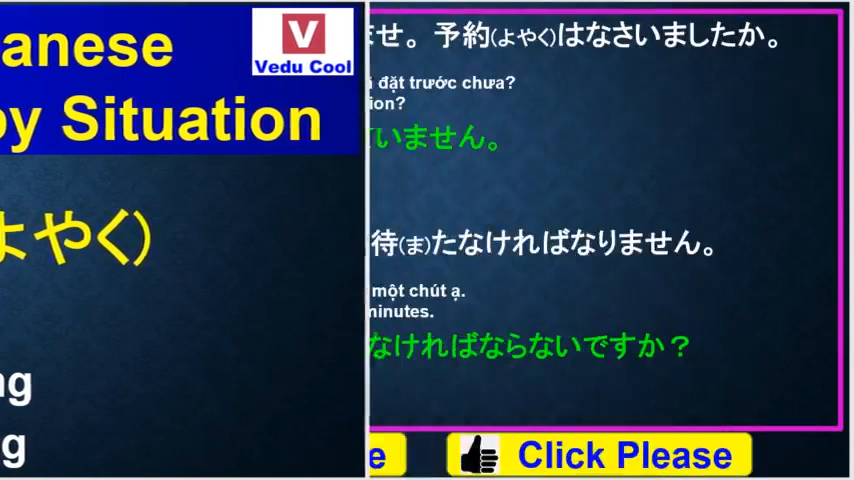 anese
V
Vedu Cool
by Situation
よやく)
ng
g
ませ。予約(よやく)はなさいましたか。
đặt trước chưa?
ion?
いません。
待(ま)たなければなりません。
một chút ạ.
minutes.
なければならないですか？
e
Click Please